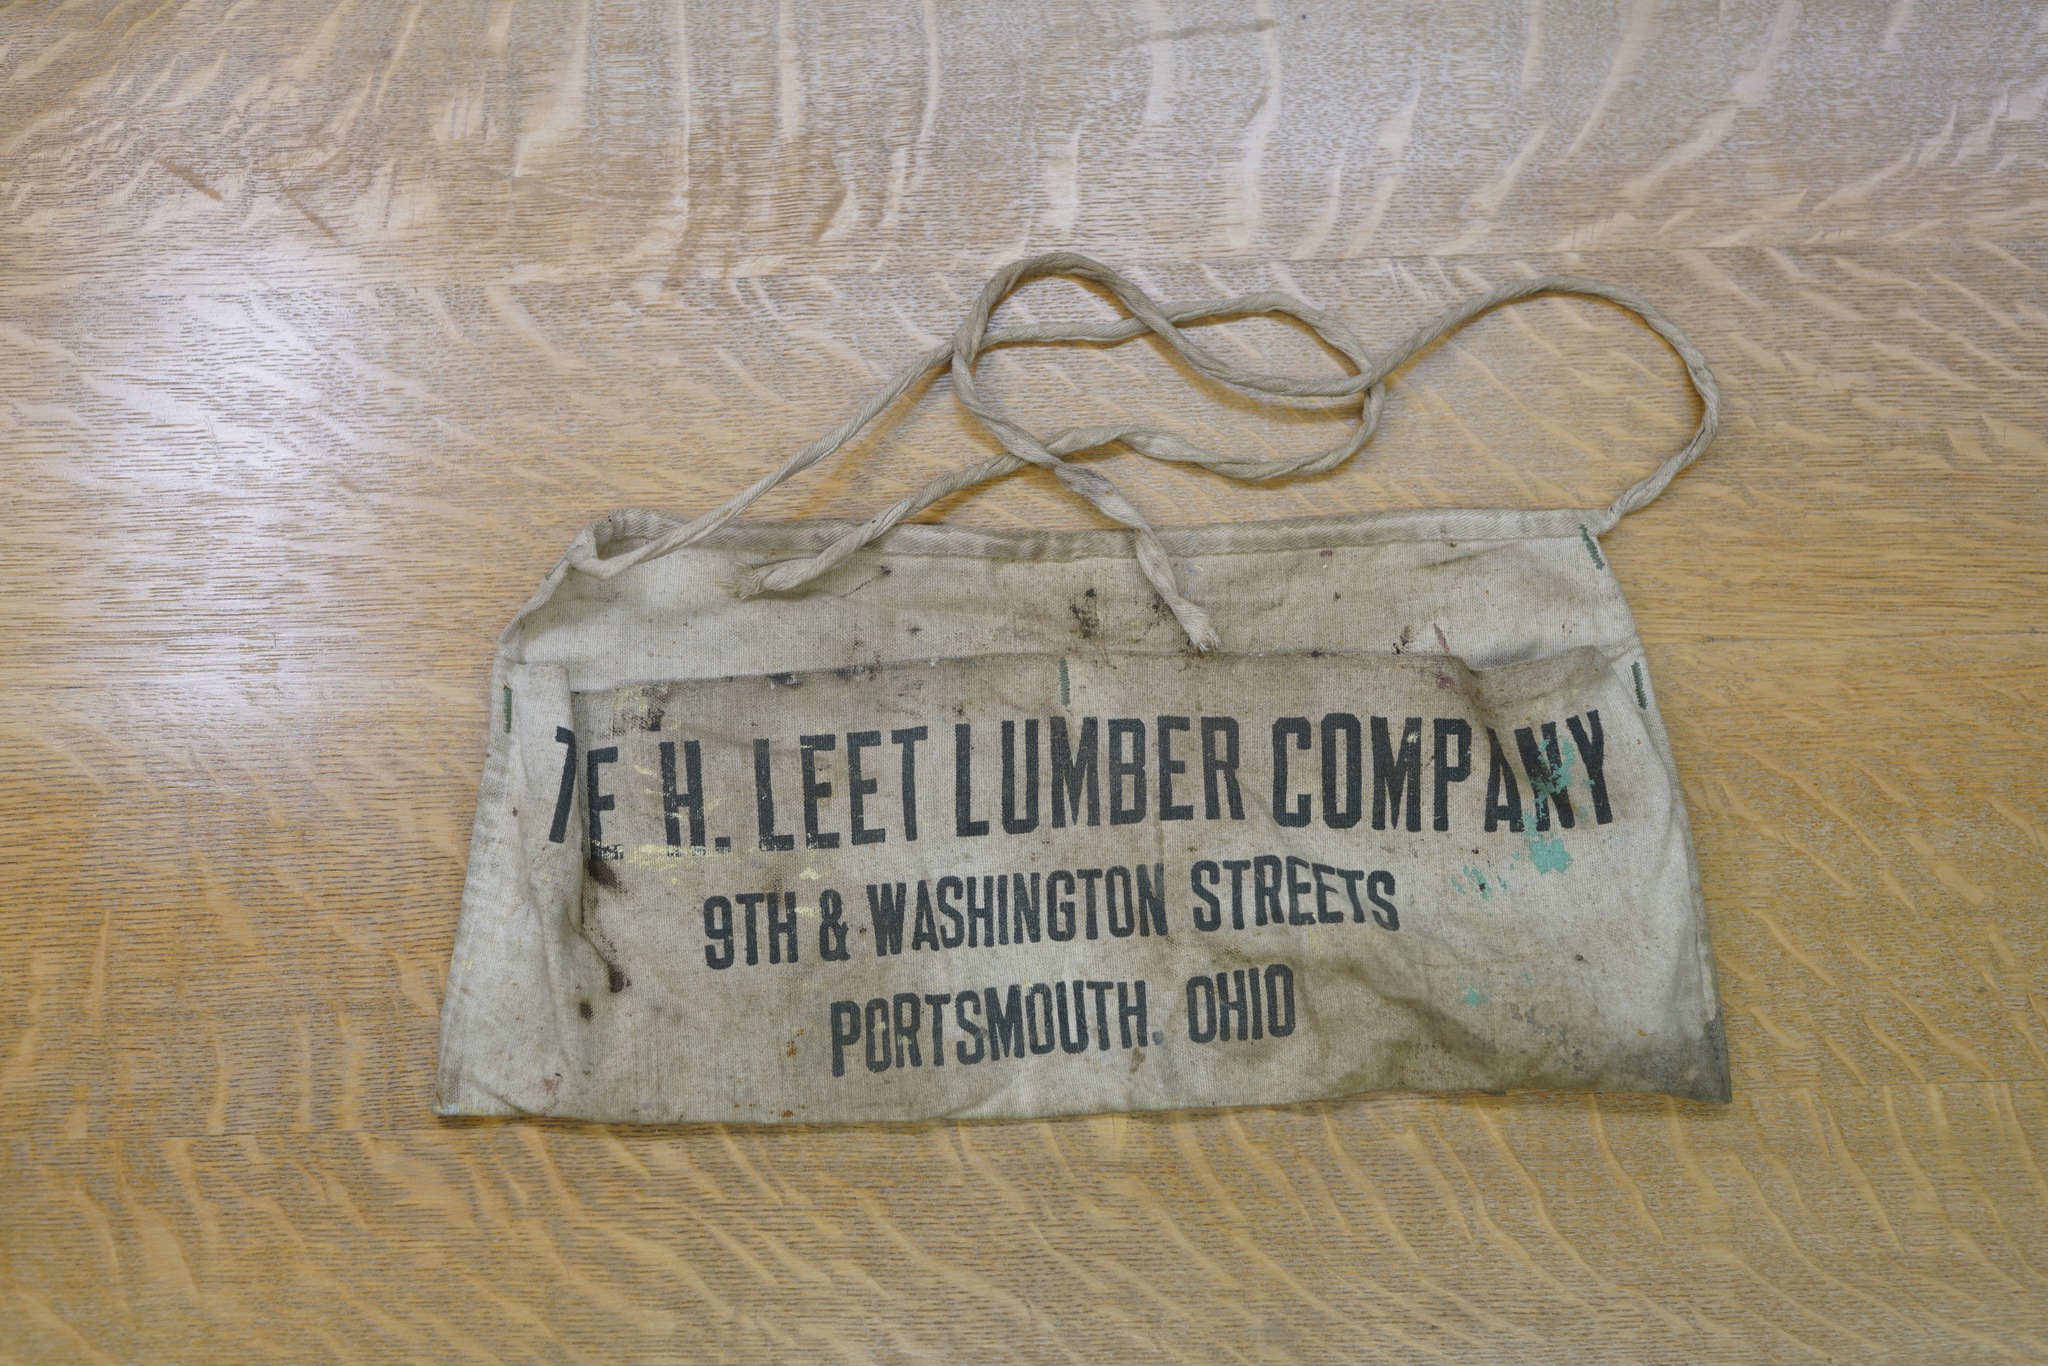 H. LEET LUMBER COMPANY
9TH & WASHINGTON STREETS
PORTSMOUTH. OHIO